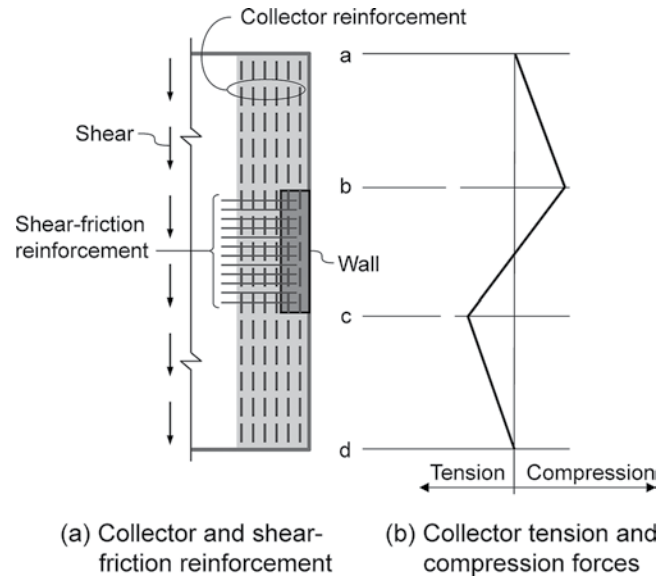 Collector reinforcement
Shear
Shear-friction
reinforcement
Wall
a
b
c
d
Tension
Compression
(a) Collector and shear-
friction reinforcement
(b) Collector tension and
compression forces